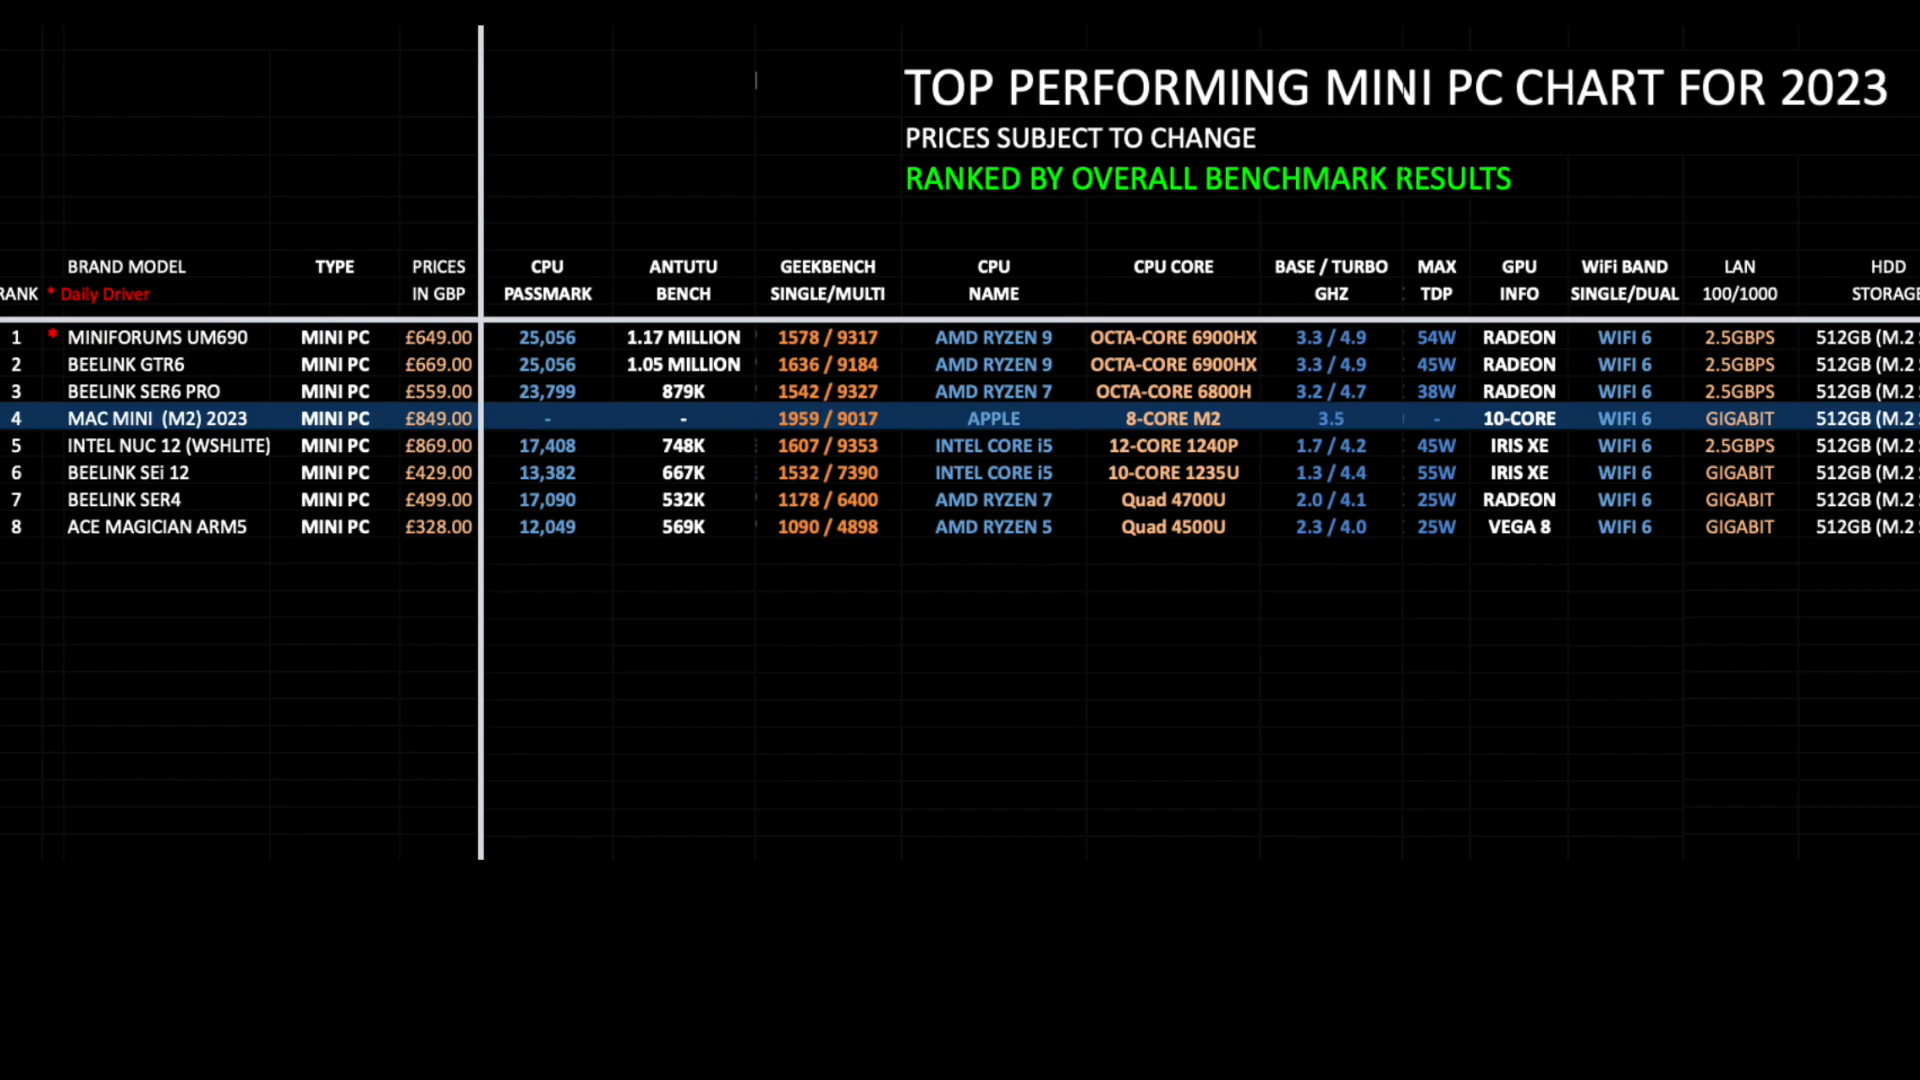 TOP PERFORMING MINI PC CHART FOR 2023
PRICES SUBJECT TO CHANGE
RANKED BY OVERALL BENCHMARK RESULTS
BRAND MODEL TYPE PRICES CPU ANTUTU GEEKBENCH CPU CPU CORE BASE / TURBO MAX GPU WiFi BAND LAN HDD
RANK * Daily Driver IN GBP PASSMARK BENCH SINGLE/MULTI NAME GHZ TDP INFO SINGLE/DUAL 100/1000 STORAGE
1 * MINIFORUMS UM690 MINI PC £649.00 25,056 1.17 MILLION 1578 / 9317 AMD RYZEN 9 OCTA-CORE 6900HX 3.3 / 4.9 54W RADEON WIFI 6 2.5GBPS 512GB (M.2
2 BEELINK GTR6 MINI PC £669.00 25,056 1.05 MILLION 1636 / 9184 AMD RYZEN 9 OCTA-CORE 6900HX 3.3 / 4.9 45W RADEON WIFI 6 2.5GBPS 512GB (M.2
3 BEELINK SER6 PRO MINI PC £559.00 23,799 879K 1542 / 9327 AMD RYZEN 7 OCTA-CORE 6800H 3.2 / 4.7 38W RADEON WIFI 6 2.5GBPS 512GB (M.2
4 MAC MINI (M2) 2023 MINI PC £849.00 - - 1959 / 9017 APPLE 8-CORE M2 3.5 - 10-CORE WIFI 6 GIGABIT 512GB (M.2
5 INTEL NUC 12 (WSHLITE) MINI PC £869.00 17,408 748K 1607 / 9353 INTEL CORE i5 12-CORE 1240P 1.7 / 4.2 45W IRIS XE WIFI 6 2.5GBPS 512GB (M.2
6 BEELINK SEi 12 MINI PC £429.00 13,382 667K 1532 / 7390 INTEL CORE i5 10-CORE 1235U 1.3 / 4.4 55W IRIS XE WIFI 6 GIGABIT 512GB (M.2
7 BEELINK SER4 MINI PC £499.00 17,090 532K 1178 / 6400 AMD RYZEN 7 Quad 4700U 2.0 / 4.1 25W RADEON WIFI 6 GIGABIT 512GB (M.2
8 ACE MAGICIAN ARM5 MINI PC £328.00 12,049 569K 1090 / 4898 AMD RYZEN 5 Quad 4500U 2.3 / 4.0 25W VEGA 8 WIFI 6 GIGABIT 512GB (M.2